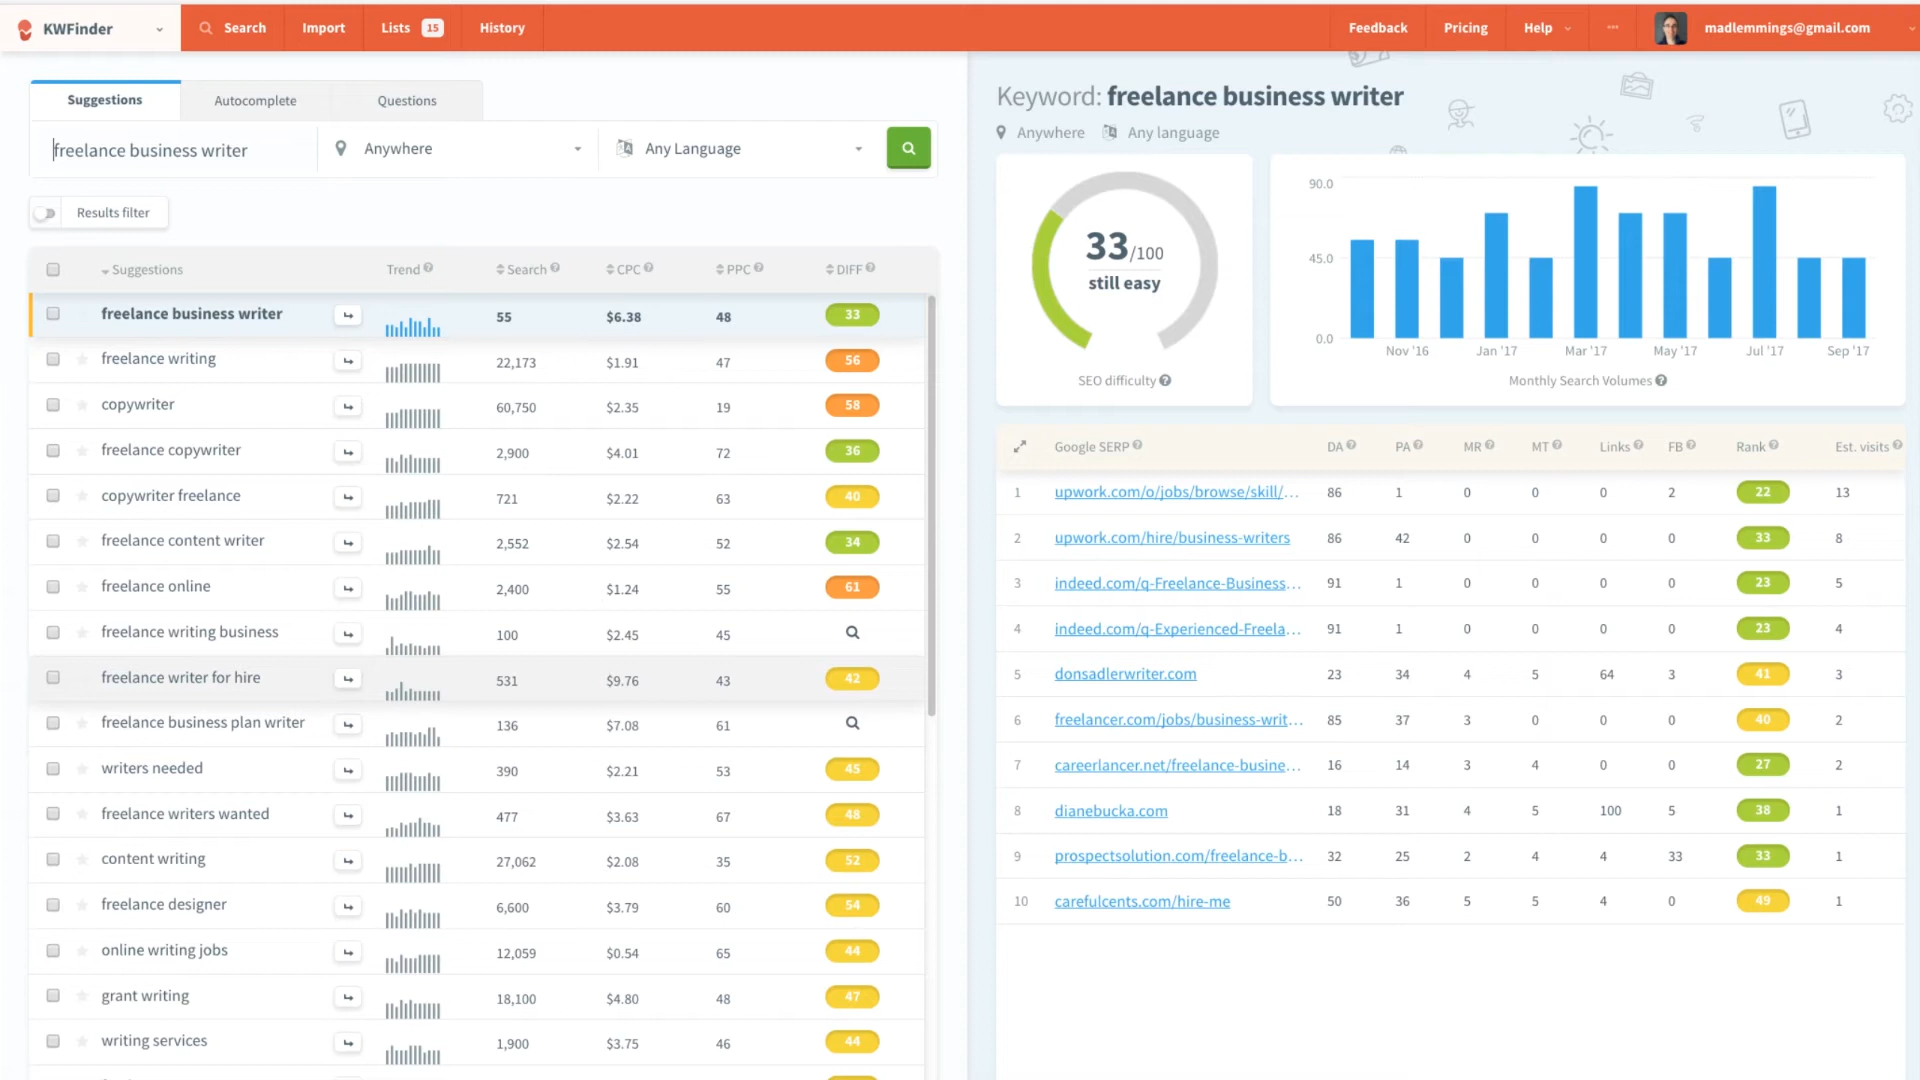 KWFinder Search Import Lists 15 History Feedback Pricing Help madlemmings@gmail.com
Suggestions Autocomplete Questions
freelance business writer Anywhere Any Language
Results filter
Suggestions Trend Search CPC PPC DIFF
freelance business writer 55 $6.38 48 33
freelance writing 22,173 $1.91 47 56
copywriter 60,750 $2.35 19 58
freelance copywriter 2,900 $4.01 72 36
copywriter freelance 721 $2.22 63 40
freelance content writer 2,552 $2.54 52 34
freelance online 2,400 $1.24 55 61
freelance writing business 100 $2.45 45
freelance writer for hire 531 $9.76 43 42
freelance business plan writer 136 $7.08 61
writers needed 390 $2.21 53 45
freelance writers wanted 477 $3.63 67 48
content writing 27,062 $2.08 35 52
freelance designer 6,600 $3.79 60 54
online writing jobs 12,059 $0.54 65 44
grant writing 18,100 $4.80 48 47
writing services 1,900 $3.75 46 44
Keyword: freelance business writer
Anywhere Any language
33/100
still easy
SEO difficulty
90.0
45.0
0.0
Nov '16 Jan '17 Mar '17 May '17 Jul '17 Sep '17
Monthly Search Volumes
Google SERP DA PA MR MT Links FB Rank Est. visits
1 upwork.com/o/jobs/browse/skill/... 86 1 0 0 0 2 22 13
2 upwork.com/hire/business-writers 86 42 0 0 0 0 33 8
3 indeed.com/q-Freelance-Business... 91 1 0 0 0 0 23 5
4 indeed.com/q-Experienced-Freela... 91 1 0 0 0 0 23 4
5 donsadlerwriter.com 23 34 4 5 64 3 41 3
6 freelancer.com/jobs/business-writ... 85 37 3 0 0 0 40 2
7 careerlancer.net/freelance-busine... 16 14 3 4 0 0 27 2
8 dianebucka.com 18 31 4 5 100 5 38 1
9 prospectsolution.com/freelance-b... 32 25 2 4 4 33 33 1
10 carefulcents.com/hire-me 50 36 5 5 4 0 49 1